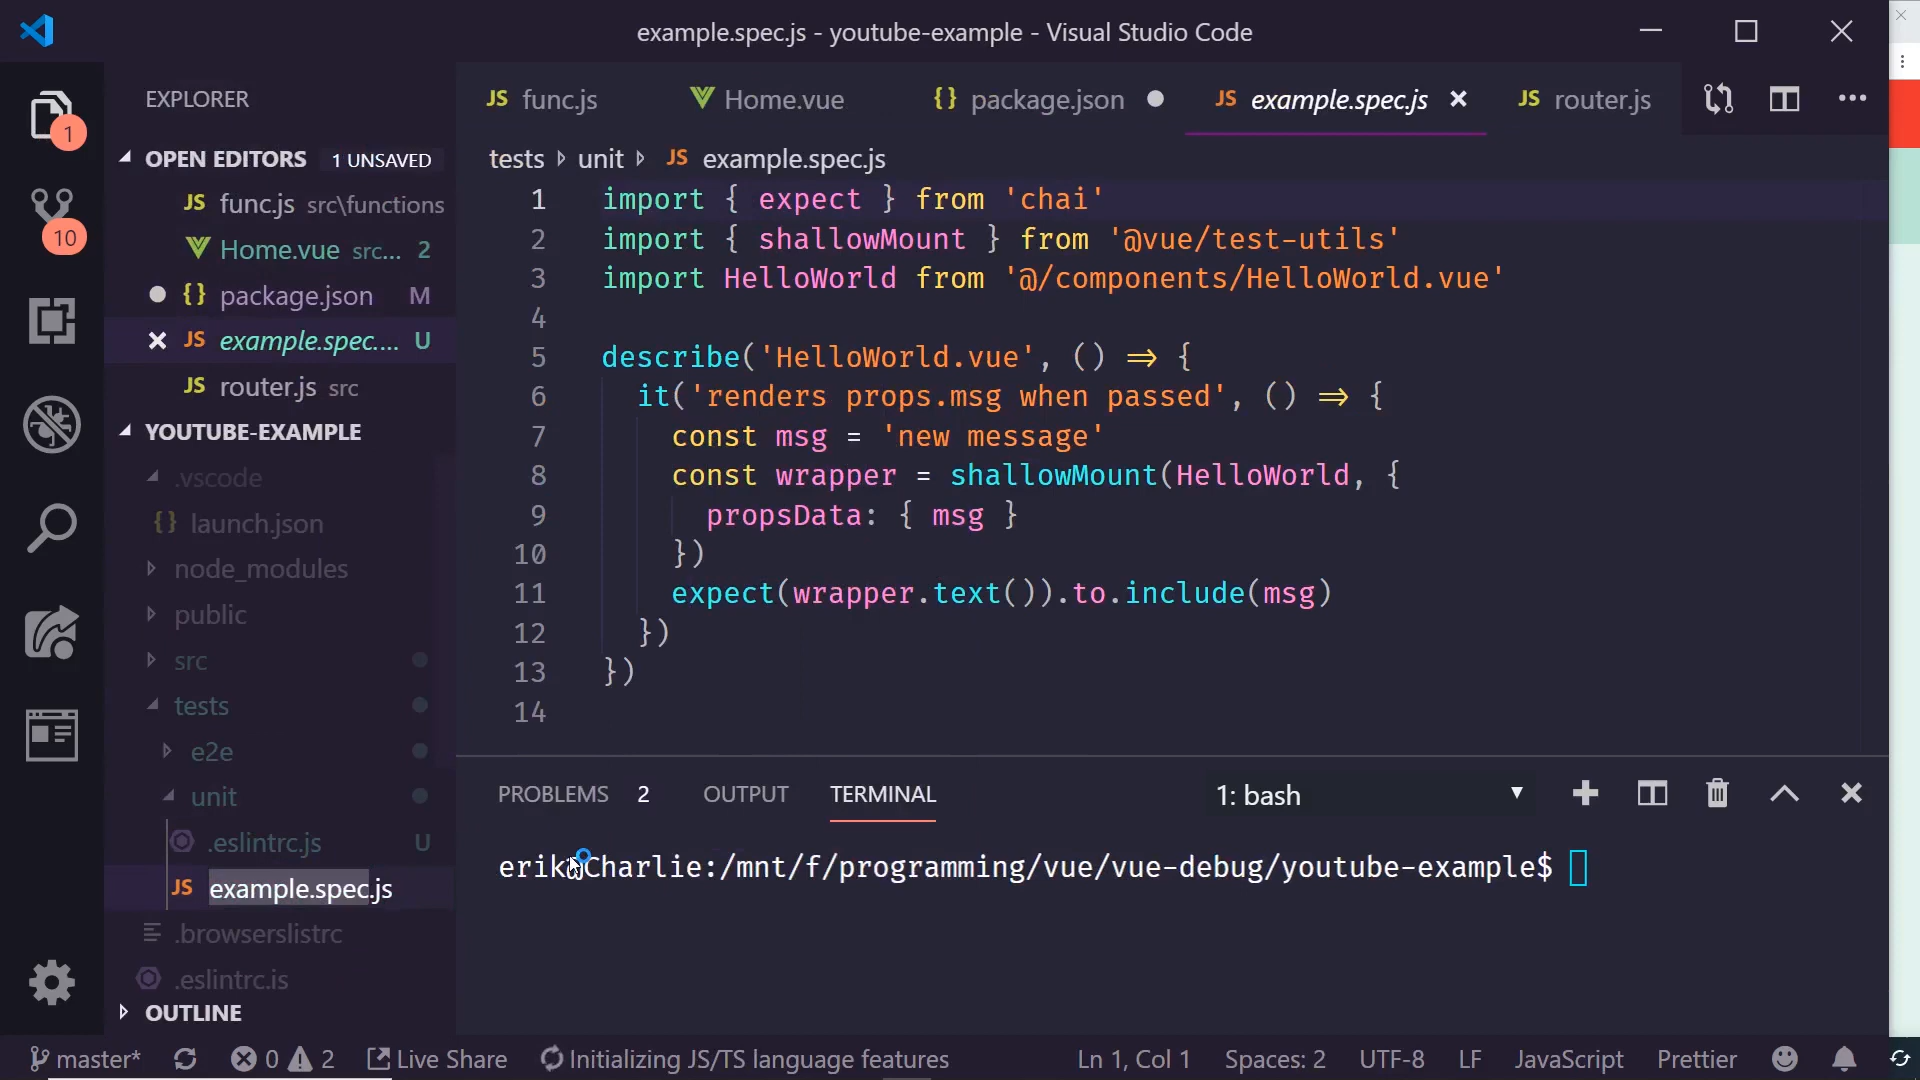 example.spec.js - youtube-example - Visual Studio Code
EXPLORER
OPEN EDITORS 1 UNSAVED
JS func.js src\functions
Home.vue src... 2
{} package.json M
JS example.spec.... U
JS router.js src
YOUTUBE-EXAMPLE
.vscode
{} launch.json
node_modules
public
src
tests
e2e
unit
.eslintrc.js U
JS example.spec.js
.browserslistrc
.eslintrc.js
OUTLINE
1
10
JS func.js
Home.vue
{} package.json
JS example.spec.js
JS router.js
tests unit JS example.spec.js
1 import { expect } from 'chai'
2 import { shallowMount } from '@vue/test-utils'
3 import HelloWorld from '@/components/HelloWorld.vue'
4
5 describe('HelloWorld.vue', () => {
6 it('renders props.msg when passed', () => {
7 const msg = 'new message'
8 const wrapper = shallowMount(HelloWorld, {
9 propsData: { msg }
10 })
11 expect(wrapper.text()).to.include(msg)
12 })
13 })
14
PROBLEMS 2 OUTPUT TERMINAL 1: bash
erik@Charlie:/mnt/f/programming/vue/vue-debug/youtube-example$
master* 0 2 Live Share Initializing JS/TS language features Ln 1, Col 1 Spaces: 2 UTF-8 LF JavaScript Prettier